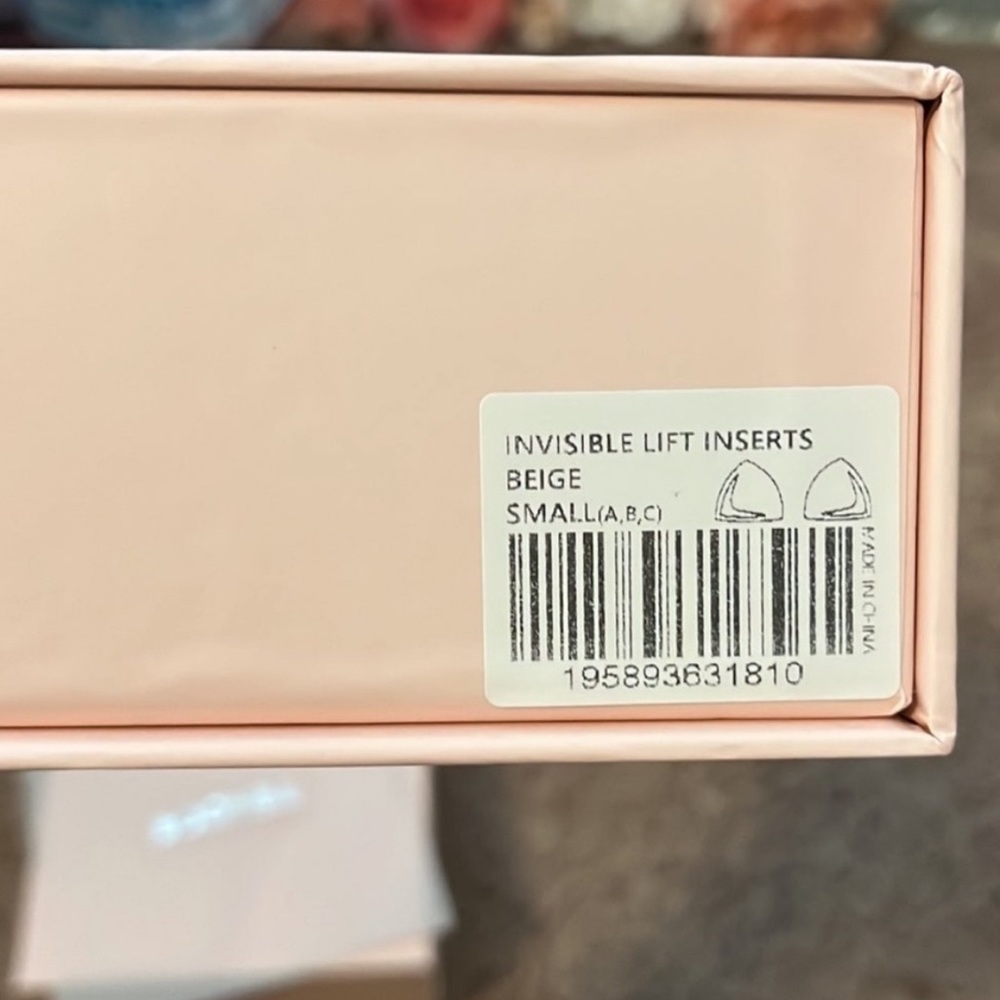 INVISIBLE LIFT INSERTS
BEIGE
SMALL(A,B,C)
MADE IN CHINA
195893631810